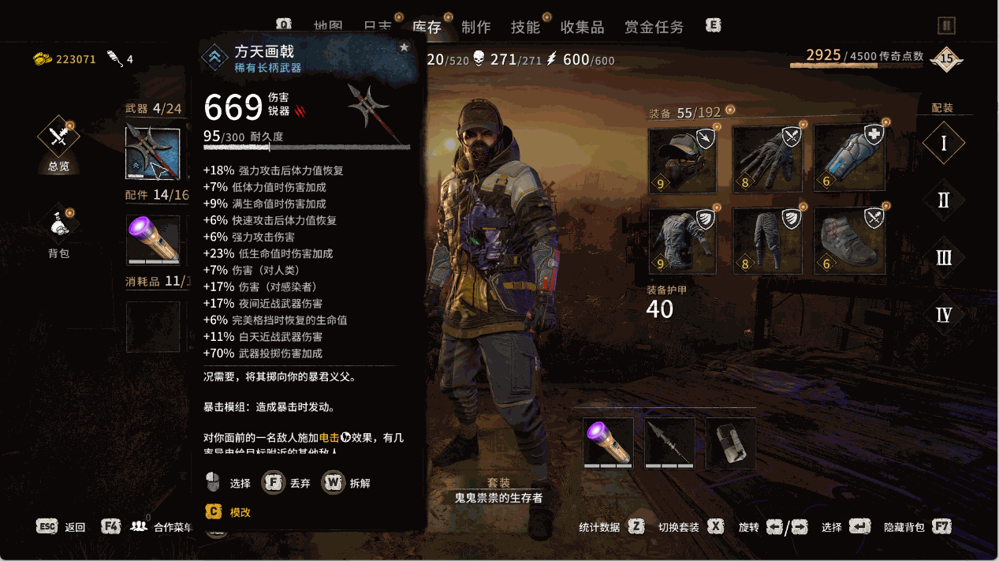 Q 地图 日志 库存 制作 技能 收集品 赏金任务 E
223071 4
20/520 271/271 600/600
2925/4500 传奇点数 15
方天画戟
稀有长柄武器
669 伤害
锐器
95/300 耐久度
+18% 强力攻击后体力值恢复
+7% 低体力值时伤害加成
+9% 满生命值时伤害加成
+6% 快速攻击后体力值恢复
+6% 强力攻击伤害
+23% 低生命值时伤害加成
+7% 伤害（对人类）
+17% 伤害（对感染者）
+17% 夜间近战武器伤害
+6% 完美格挡时恢复的生命值
+11% 白天近战武器伤害
+70% 武器投掷伤害加成
况需要，将其掷向你的暴君义父。
暴击模组：造成暴击时发动。
对你面前的一名敌人施加电击效果，有几
率导电给目标附近的其他敌人
选择 F 丢弃 W 拆解
C 模改
总览
背包
武器 4/24
配件 14/16
消耗品 11/
装备 55/192
9 8 6
9 8 6
装备护甲
40
配装
I
II
III
IV
套装
鬼鬼祟祟的生存者
ESC 返回 F4 0 合作菜单
统计数据 Z 切换套装 X 旋转 ←/→ 选择 隐藏背包 F7